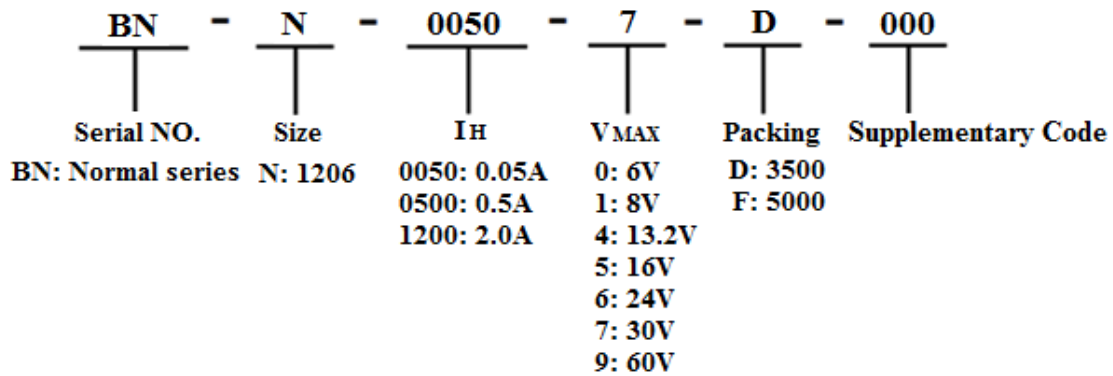 BN - N - 0050 - 7 - D - 000
Serial NO. Size IH VMAX Packing Supplementary Code
BN: Normal series N: 1206 0050: 0.05A 0: 6V D: 3500
0500: 0.5A 1: 8V F: 5000
1200: 2.0A 4: 13.2V
5: 16V
6: 24V
7: 30V
9: 60V